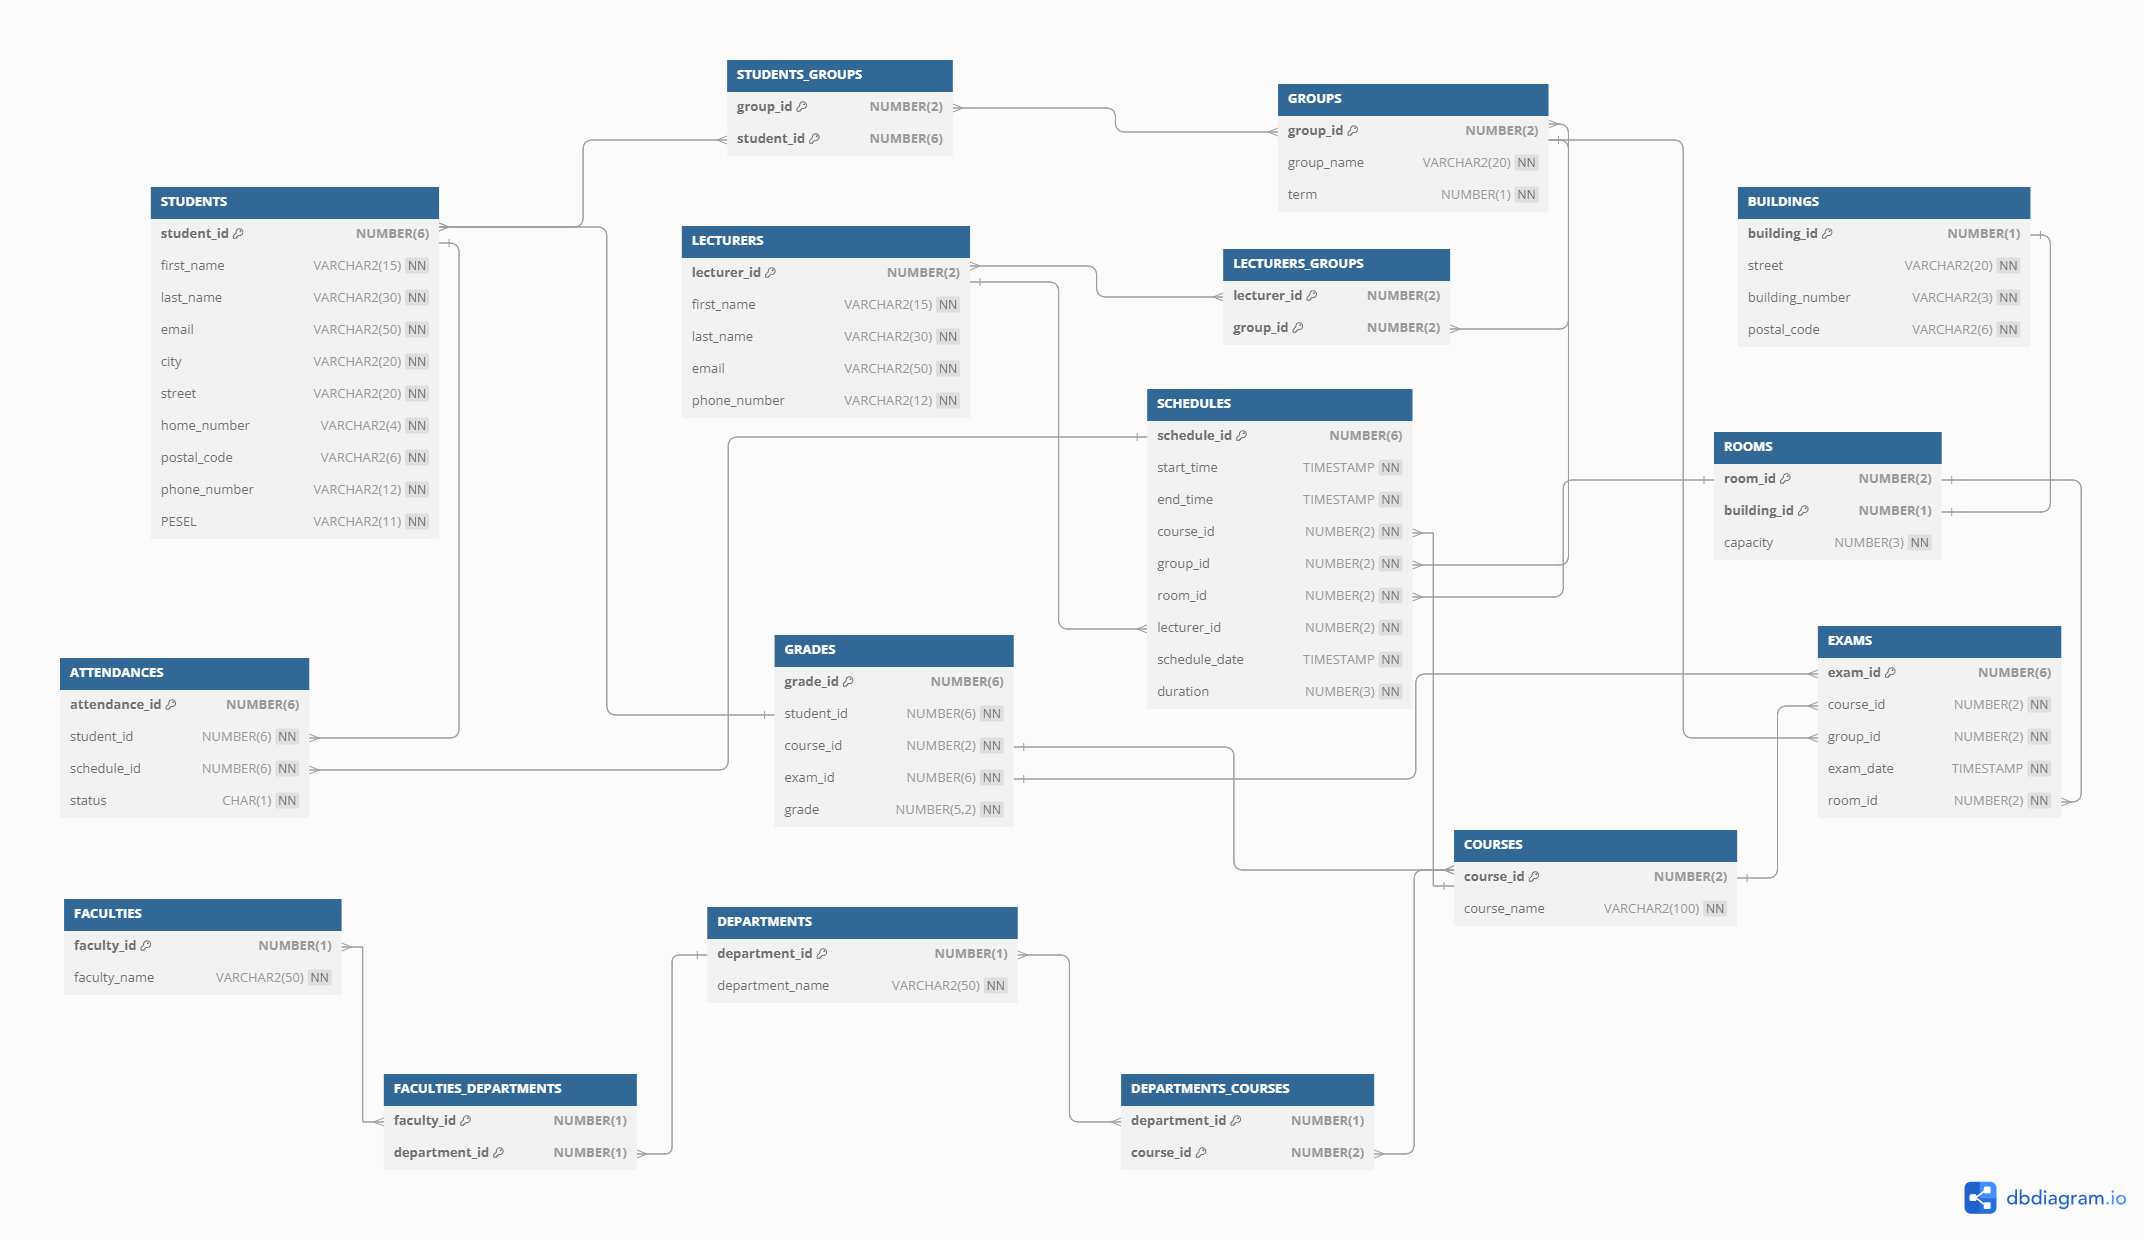 STUDENTS_GROUPS
group_id NUMBER(2)
student_id NUMBER(6)
GROUPS
group_id NUMBER(2)
group_name VARCHAR2(20) NN
term NUMBER(1) NN
STUDENTS
student_id NUMBER(6)
first_name VARCHAR2(15) NN
last_name VARCHAR2(30) NN
email VARCHAR2(50) NN
city VARCHAR2(20) NN
street VARCHAR2(20) NN
home_number VARCHAR2(4) NN
postal_code VARCHAR2(6) NN
phone_number VARCHAR2(12) NN
PESEL VARCHAR2(11) NN
LECTURERS
lecturer_id NUMBER(2)
first_name VARCHAR2(15) NN
last_name VARCHAR2(30) NN
email VARCHAR2(50) NN
phone_number VARCHAR2(12) NN
LECTURERS_GROUPS
lecturer_id NUMBER(2)
group_id NUMBER(2)
BUILDINGS
building_id NUMBER(1)
street VARCHAR2(20) NN
building_number VARCHAR2(3) NN
postal_code VARCHAR2(6) NN
SCHEDULES
schedule_id NUMBER(6)
start_time TIMESTAMP NN
end_time TIMESTAMP NN
course_id NUMBER(2) NN
group_id NUMBER(2) NN
room_id NUMBER(2) NN
lecturer_id NUMBER(2) NN
schedule_date TIMESTAMP NN
duration NUMBER(3) NN
ROOMS
room_id NUMBER(2)
building_id NUMBER(1)
capacity NUMBER(3) NN
ATTENDANCES
attendance_id NUMBER(6)
student_id NUMBER(6) NN
schedule_id NUMBER(6) NN
status CHAR(1) NN
GRADES
grade_id NUMBER(6)
student_id NUMBER(6) NN
course_id NUMBER(2) NN
exam_id NUMBER(6) NN
grade NUMBER(5,2) NN
EXAMS
exam_id NUMBER(6)
course_id NUMBER(2) NN
group_id NUMBER(2) NN
exam_date TIMESTAMP NN
room_id NUMBER(2) NN
COURSES
course_id NUMBER(2)
course_name VARCHAR2(100) NN
FACULTIES
faculty_id NUMBER(1)
faculty_name VARCHAR2(50) NN
DEPARTMENTS
department_id NUMBER(1)
department_name VARCHAR2(50) NN
FACULTIES_DEPARTMENTS
faculty_id NUMBER(1)
department_id NUMBER(1)
DEPARTMENTS_COURSES
department_id NUMBER(1)
course_id NUMBER(2)
dbdiagram.io